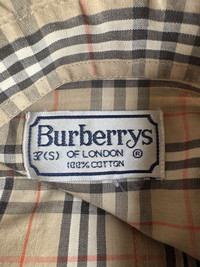 Burberrys
37(S) OF LONDON ®
100% COTTON